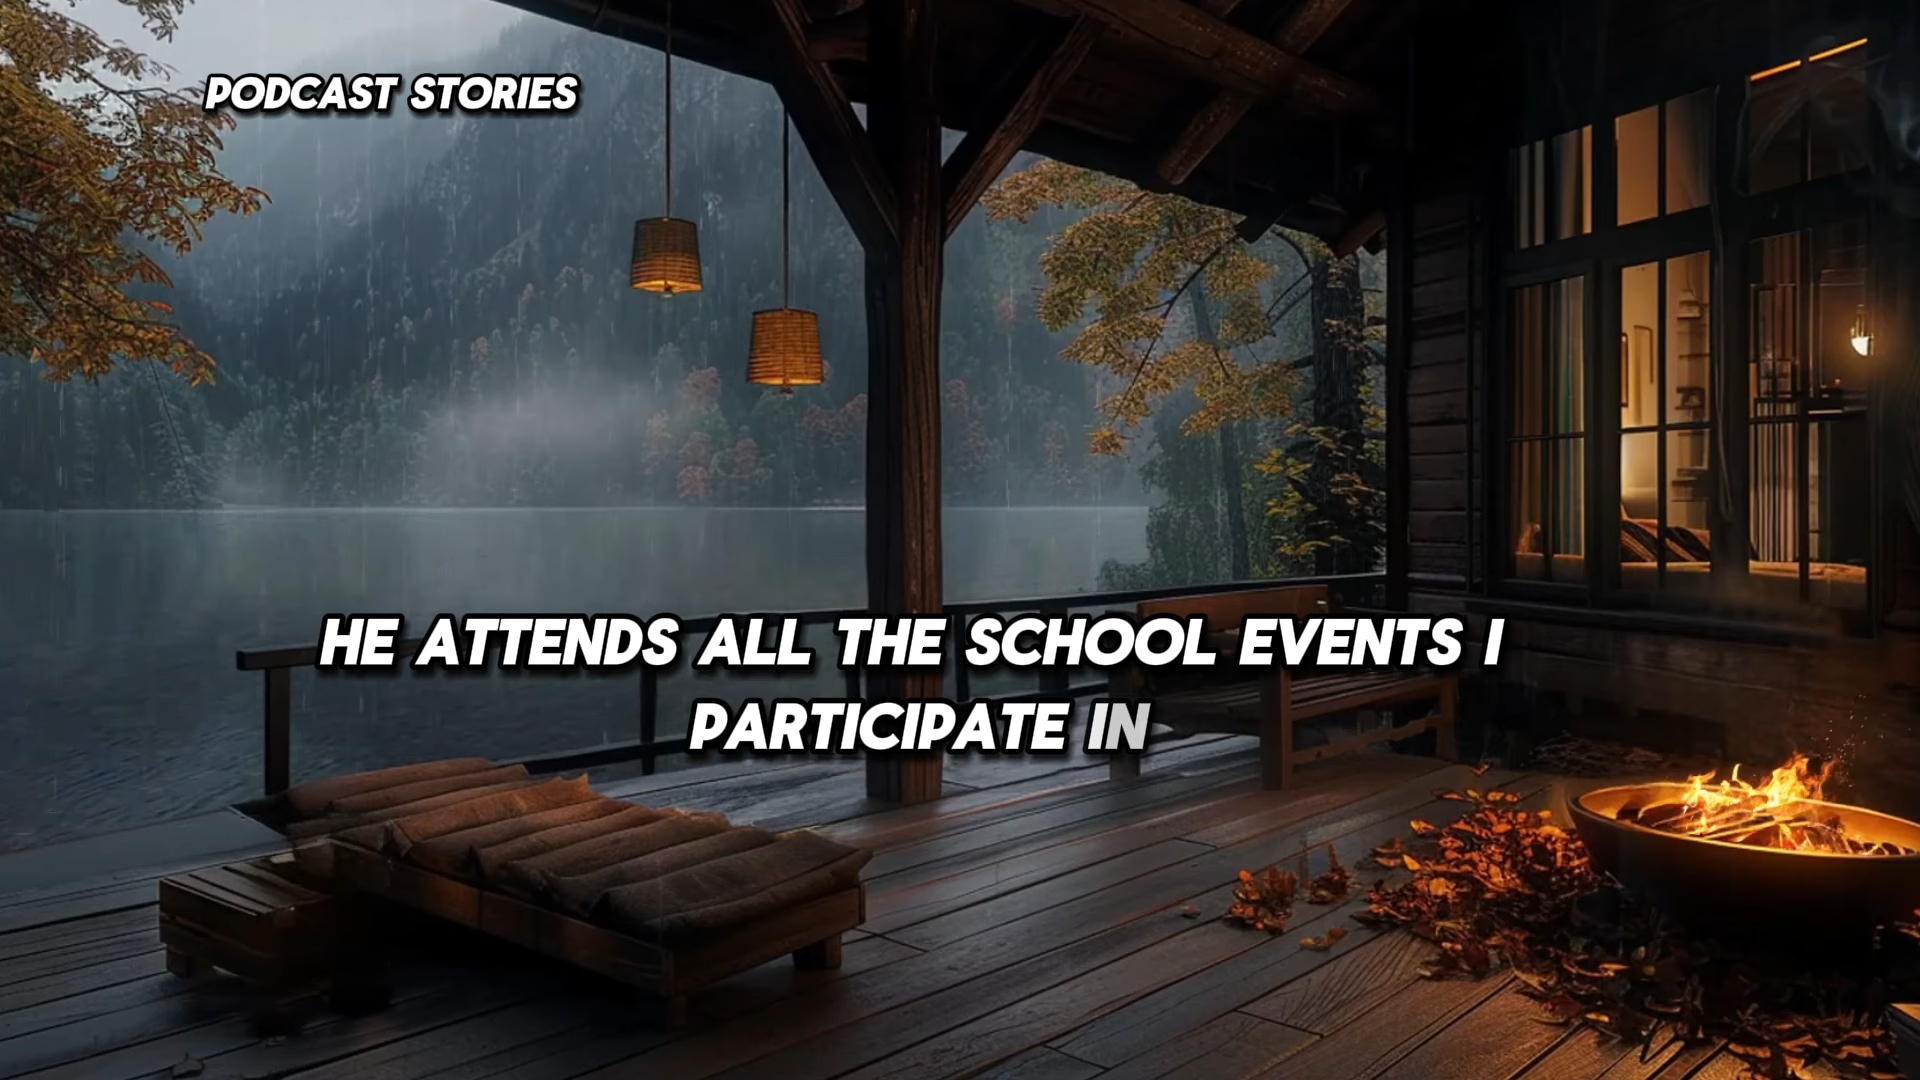 PODCAST STORIES
HE ATTENDS ALL THE SCHOOL EVENTS I
PARTICIPATE IN